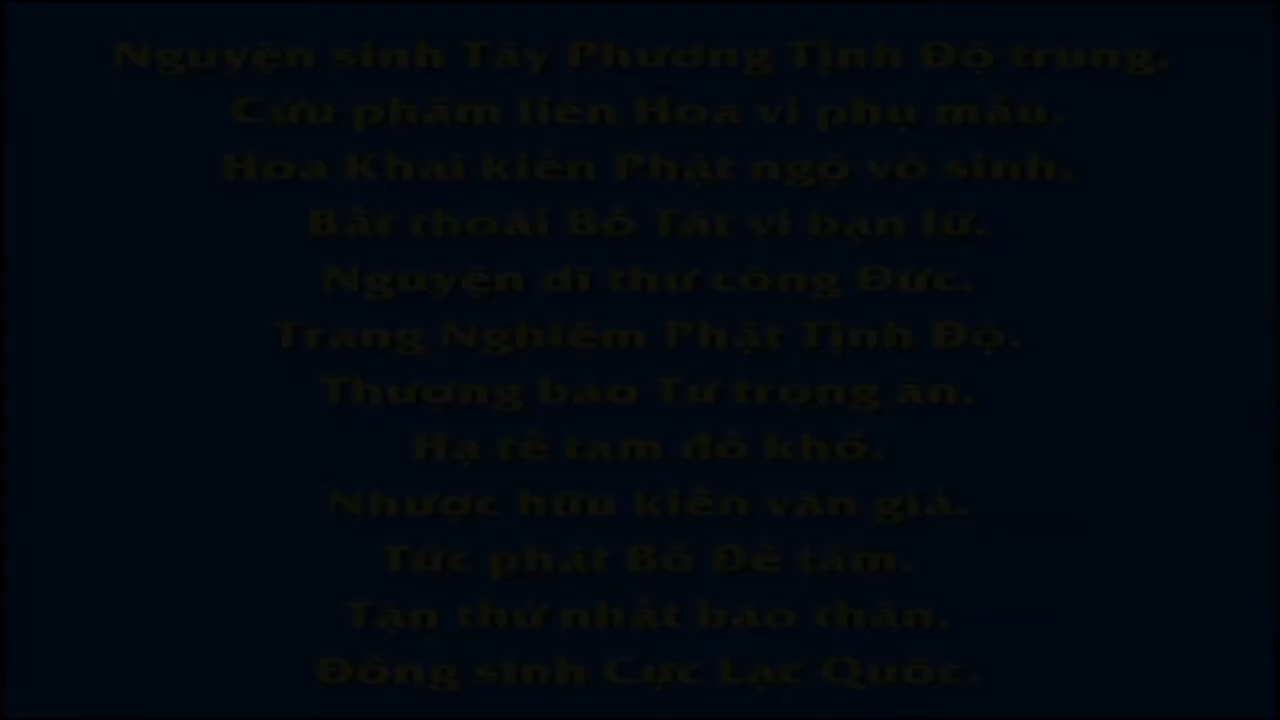 Nguyện sinh Tây Phương Tịnh Độ trung.
Cửu phẩm liên Hoa vi phụ mẫu.
Hoa Khai kiến Phật ngộ vô sinh.
Bất thoái Bồ Tát vi bạn lữ.
Nguyện dĩ thử công Đức.
Trang Nghiêm Phật Tịnh Độ.
Thượng báo Tứ trọng ân.
Hạ tế tam đồ khổ.
Nhược hữu kiến văn giả.
Tức phát Bồ Đề tâm.
Tận thử nhất báo thân.
Đồng sinh Cực Lạc Quốc.